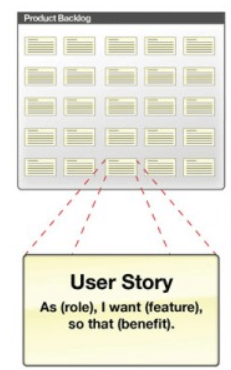 Product Backlog
User Story
As (role), I want (feature),
so that (benefit).